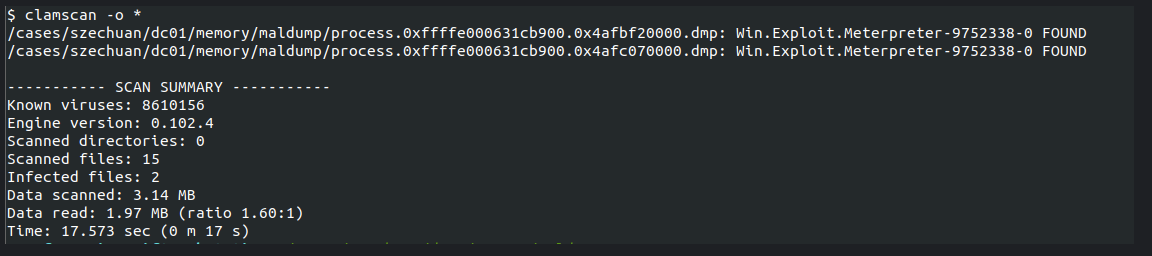 $ clamscan -o *
/cases/szechuan/dc01/memory/maldump/process.0xffffe000631cb900.0x4afbf20000.dmp: Win.Exploit.Meterpreter-9752338-0 FOUND
/cases/szechuan/dc01/memory/maldump/process.0xffffe000631cb900.0x4afc070000.dmp: Win.Exploit.Meterpreter-9752338-0 FOUND
----------- SCAN SUMMARY -----------
Known viruses: 8610156
Engine version: 0.102.4
Scanned directories: 0
Scanned files: 15
Infected files: 2
Data scanned: 3.14 MB
Data read: 1.97 MB (ratio 1.60:1)
Time: 17.573 sec (0 m 17 s)